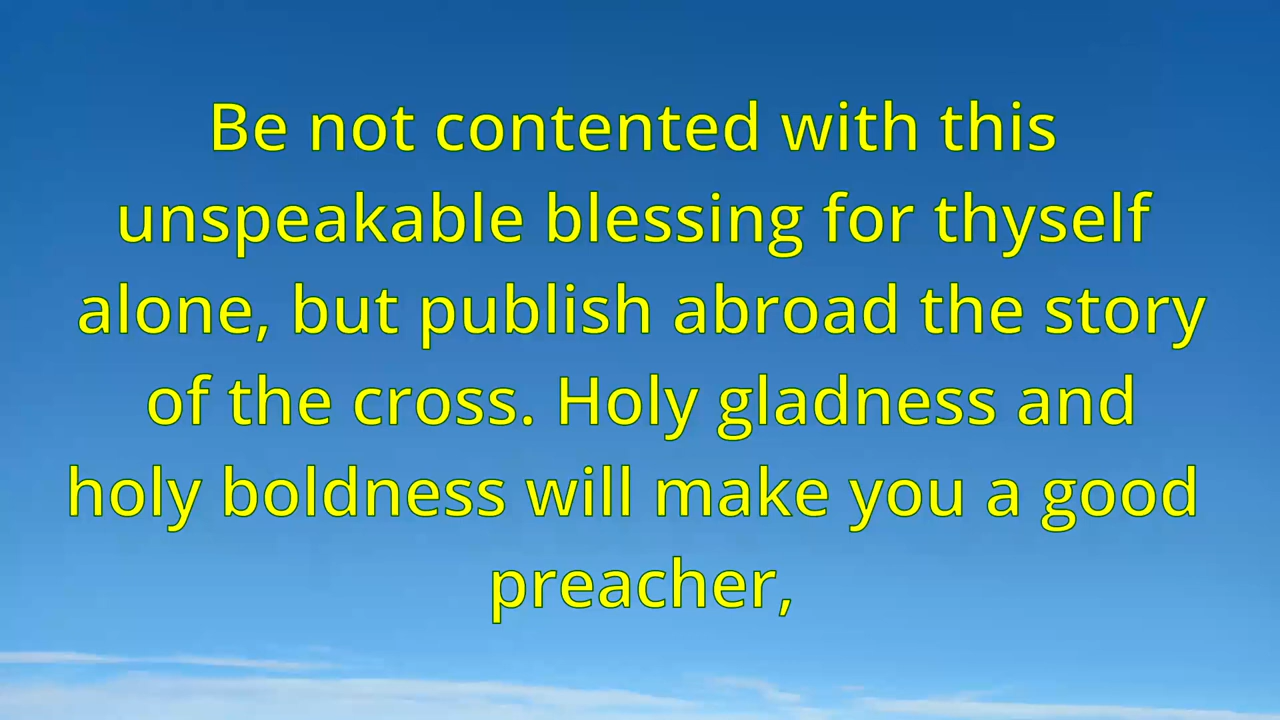 Be not contented with this
unspeakable blessing for thyself
alone, but publish abroad the story
of the cross. Holy gladness and
holy boldness will make you a good
preacher,